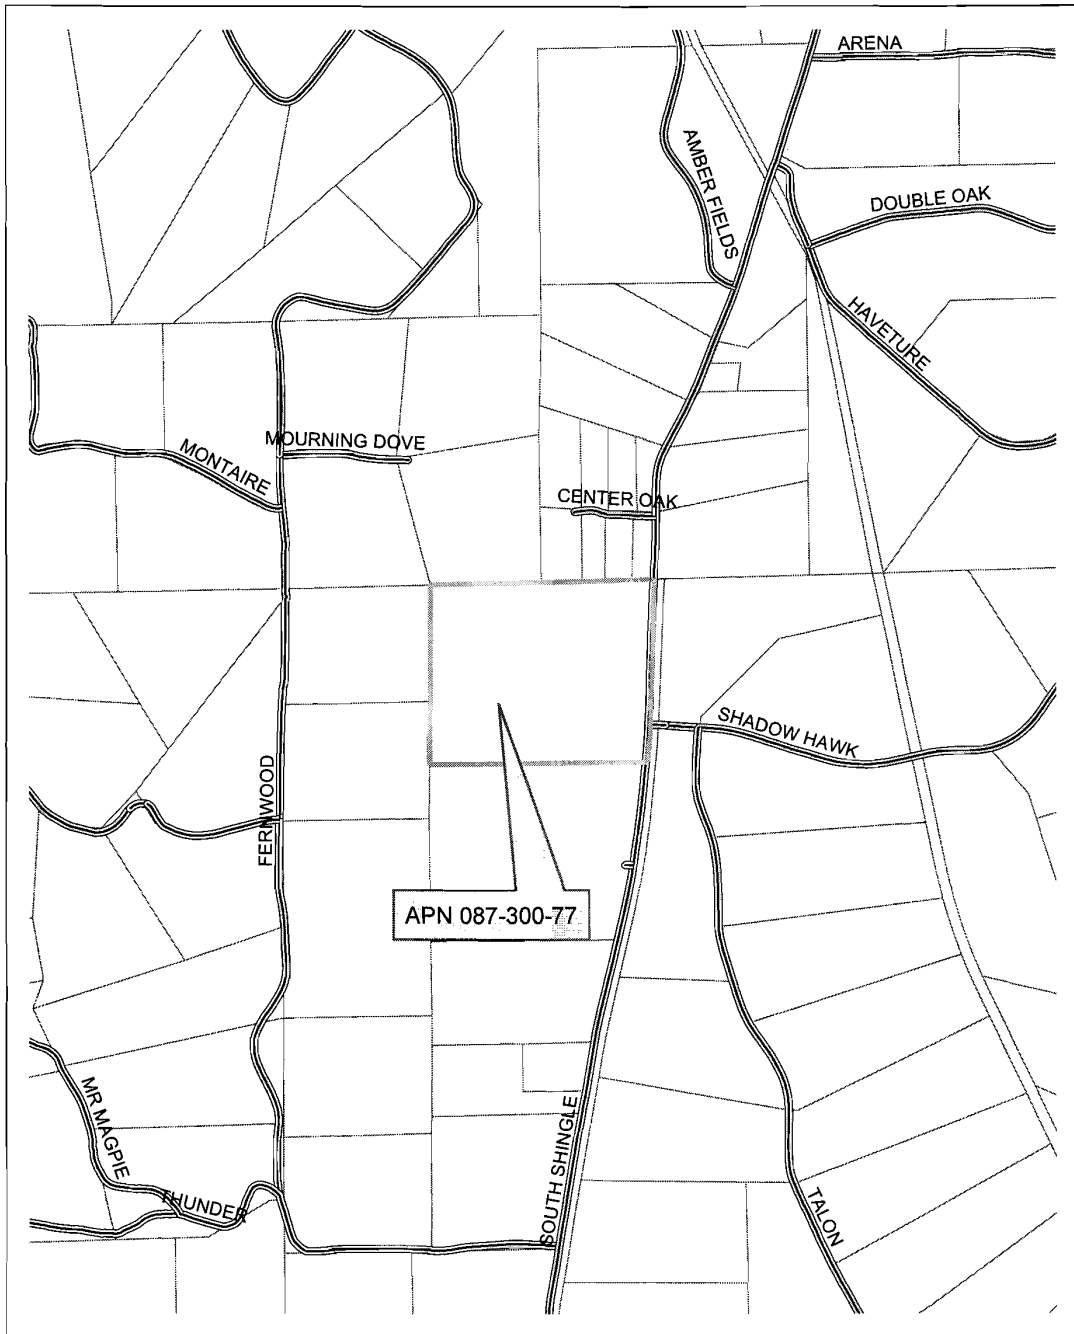 ARENA
AMBER FIELDS
DOUBLE OAK
HAVETURE
MOURNING DOVE
MONTAIRE
CENTER OAK
SHADOW HAWK
FERNWOOD
APN 087-300-77
MR MAGPIE
SOUTH SHINGLE
THUNDER
TALON